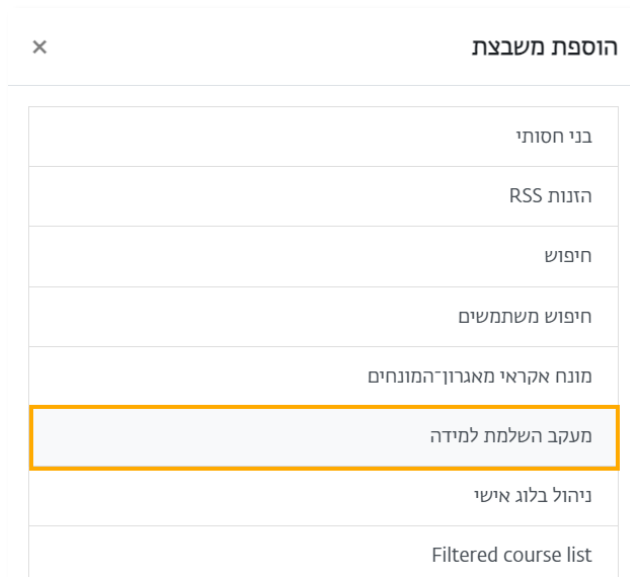 הוספת משבצת ×
בני חסותי
הזנות RSS
חיפוש
חיפוש משתמשים
מונח אקראי מאגרון־המונחים
מעקב השלמת למידה
ניהול בלוג אישי
Filtered course list